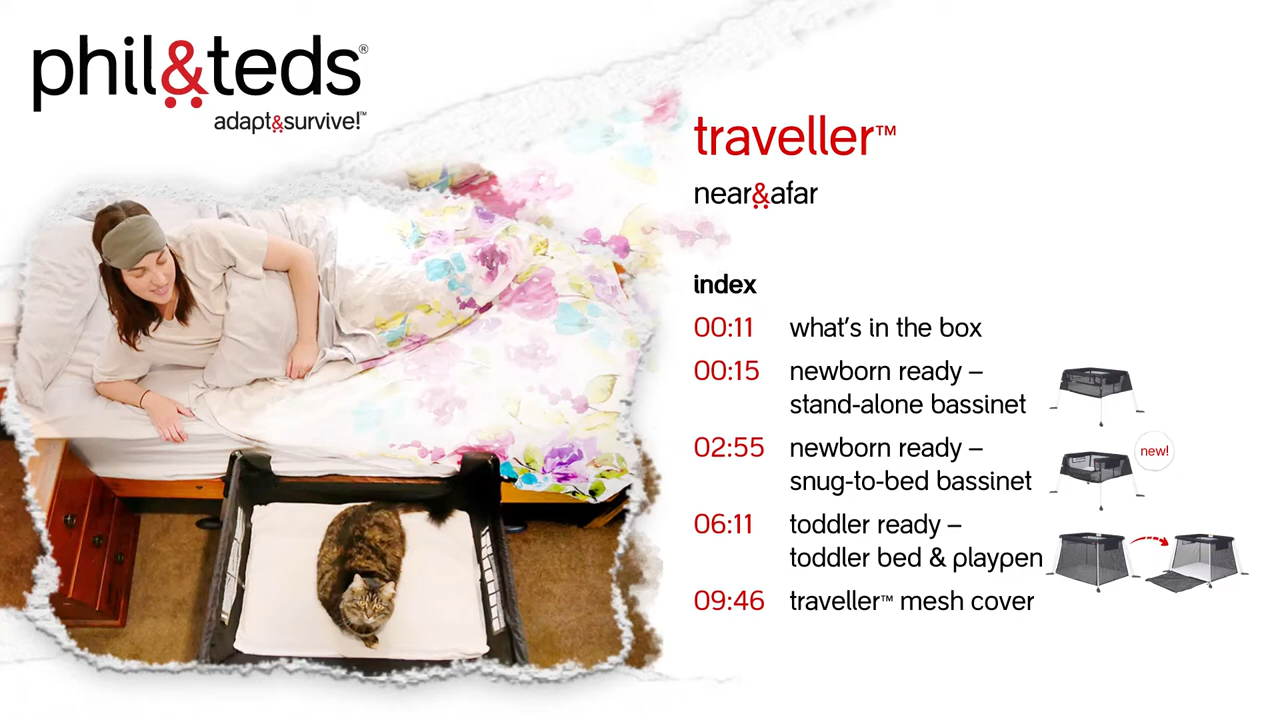 phil&teds®
adapt&survive!™
traveller™
near&afar
index
00:11 what's in the box
00:15 newborn ready –
stand-alone bassinet
02:55 newborn ready –
snug-to-bed bassinet
new!
06:11 toddler ready –
toddler bed & playpen
09:46 traveller™ mesh cover